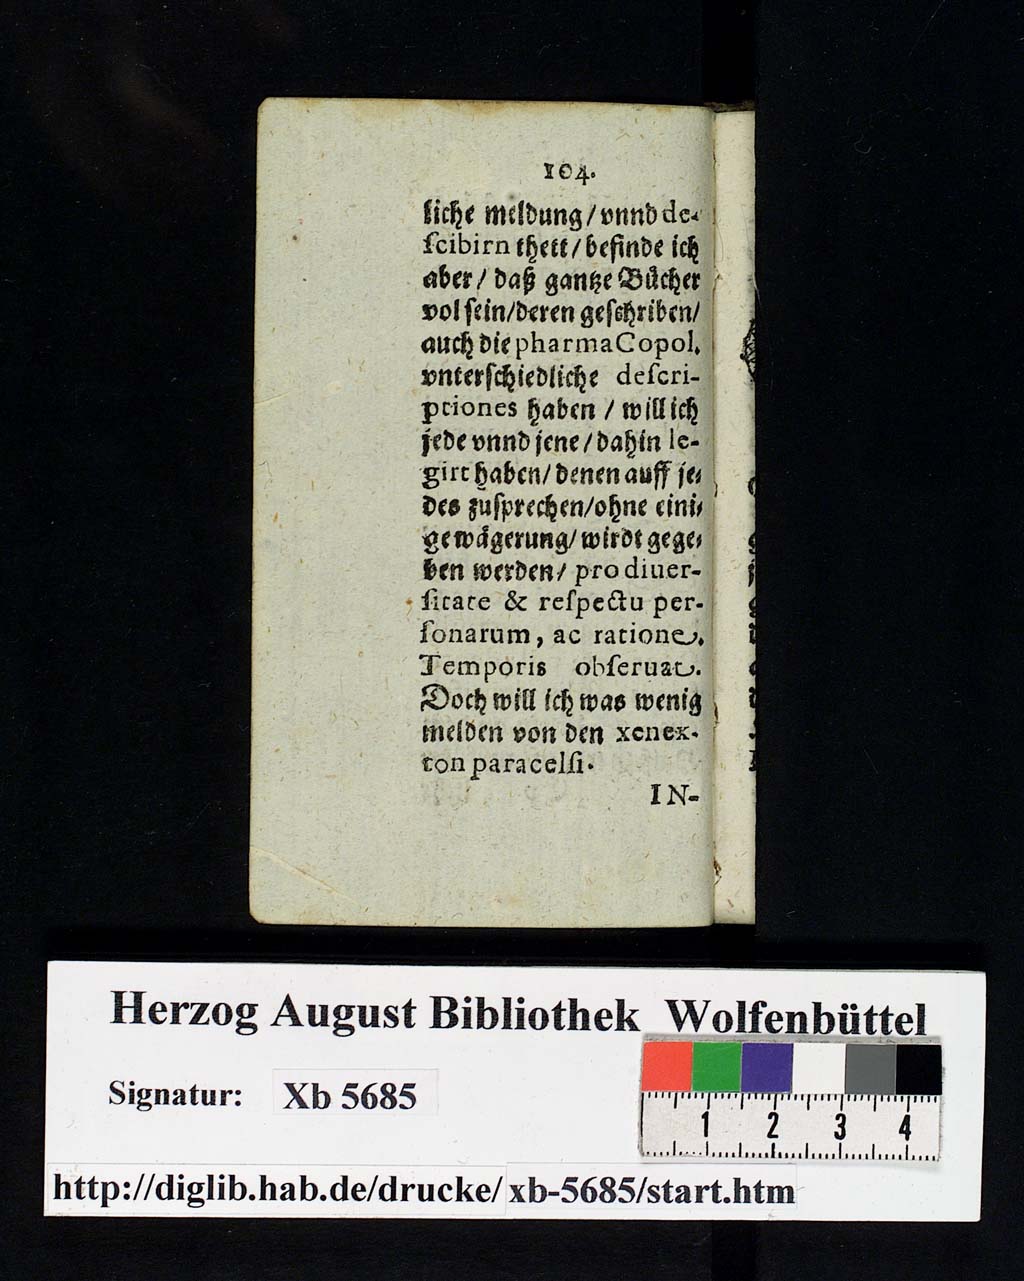 104.
liche meldung/ vnnd de-
ſcibirn thett/ befinde ich
aber/ daß gantze Bücher
vol ſein/ deren geſchriben/
auch die pharmaCopol.
vnterſchiedliche deſcri-
ptiones haben / will ich
jede vnnd jene/ dahin le-
girt haben/ denen auff je-
des zuſprechen/ ohne eini-
ge wägerung/ wirdt gege-
ben werden/ pro diuer-
ſitate & reſpectu per-
ſonarum, ac ratione.
Temporis obſeruat.
Doch will ich was wenig
melden von den xenex-
ton paracelſi.
IN-
Herzog August Bibliothek Wolfenbüttel
Signatur: Xb 5685
1 2 3 4
http://diglib.hab.de/drucke/xb-5685/start.htm